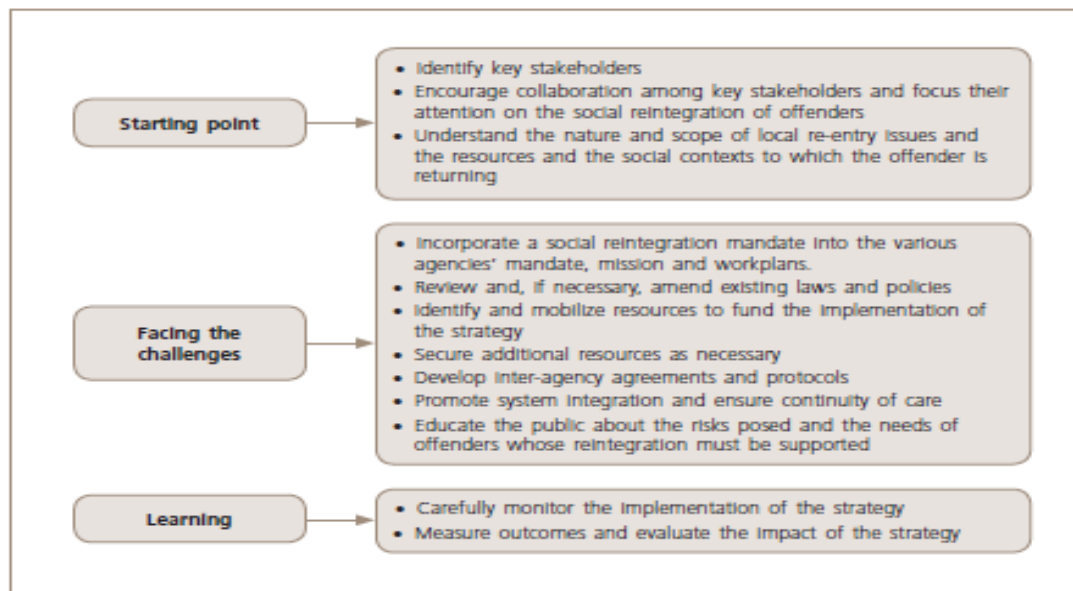 Starting point
• Identify key stakeholders
• Encourage collaboration among key stakeholders and focus their
attention on the social reintegration of offenders
• Understand the nature and scope of local re-entry issues and
the resources and the social contexts to which the offender is
returning
Facing the
challenges
• Incorporate a social reintegration mandate into the various
agencies’ mandate, mission and workplans.
• Review and, if necessary, amend existing laws and policies
• Identify and mobilize resources to fund the implementation of
the strategy
• Secure additional resources as necessary
• Develop inter-agency agreements and protocols
• Promote system integration and ensure continuity of care
• Educate the public about the risks posed and the needs of
offenders whose reintegration must be supported
Learning
• Carefully monitor the implementation of the strategy
• Measure outcomes and evaluate the impact of the strategy